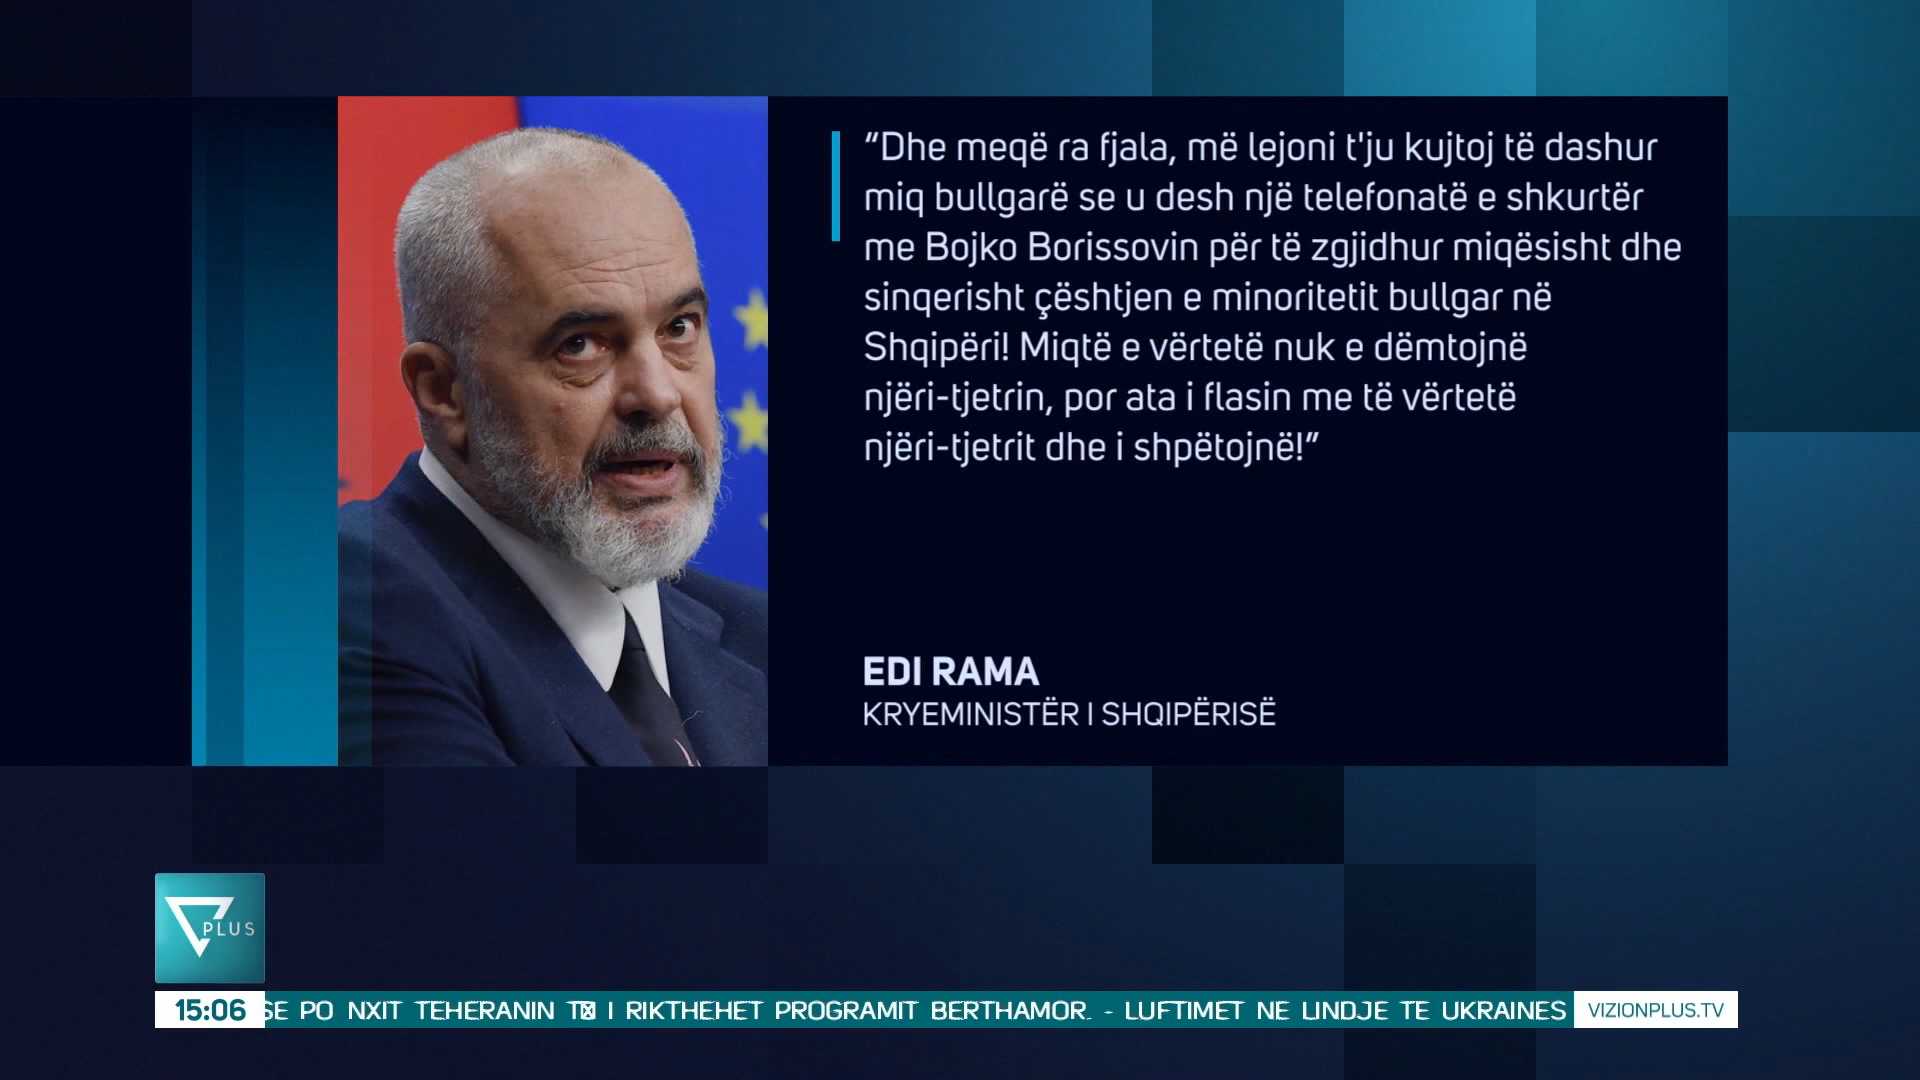 “Dhe meqë ra fjala, më lejoni t'ju kujtoj të dashur
miq bullgarë se u desh një telefonatë e shkurtër
me Bojko Borissovin për të zgjidhur miqësisht dhe
sinqerisht çështjen e minoritetit bullgar në
Shqipëri! Miqtë e vërtetë nuk e dëmtojnë
njëri-tjetrin, por ata i flasin me të vërtetë
njëri-tjetrit dhe i shpëtojnë!”
EDI RAMA
KRYEMINISTËR I SHQIPËRISË
PLUS
15:06 SE PO NXIT TEHERANIN I RIKTHEHET PROGRAMIT BERTHAMOR. - LUFTIMET NE LINDJE TE UKRAINES VIZIONPLUS.TV